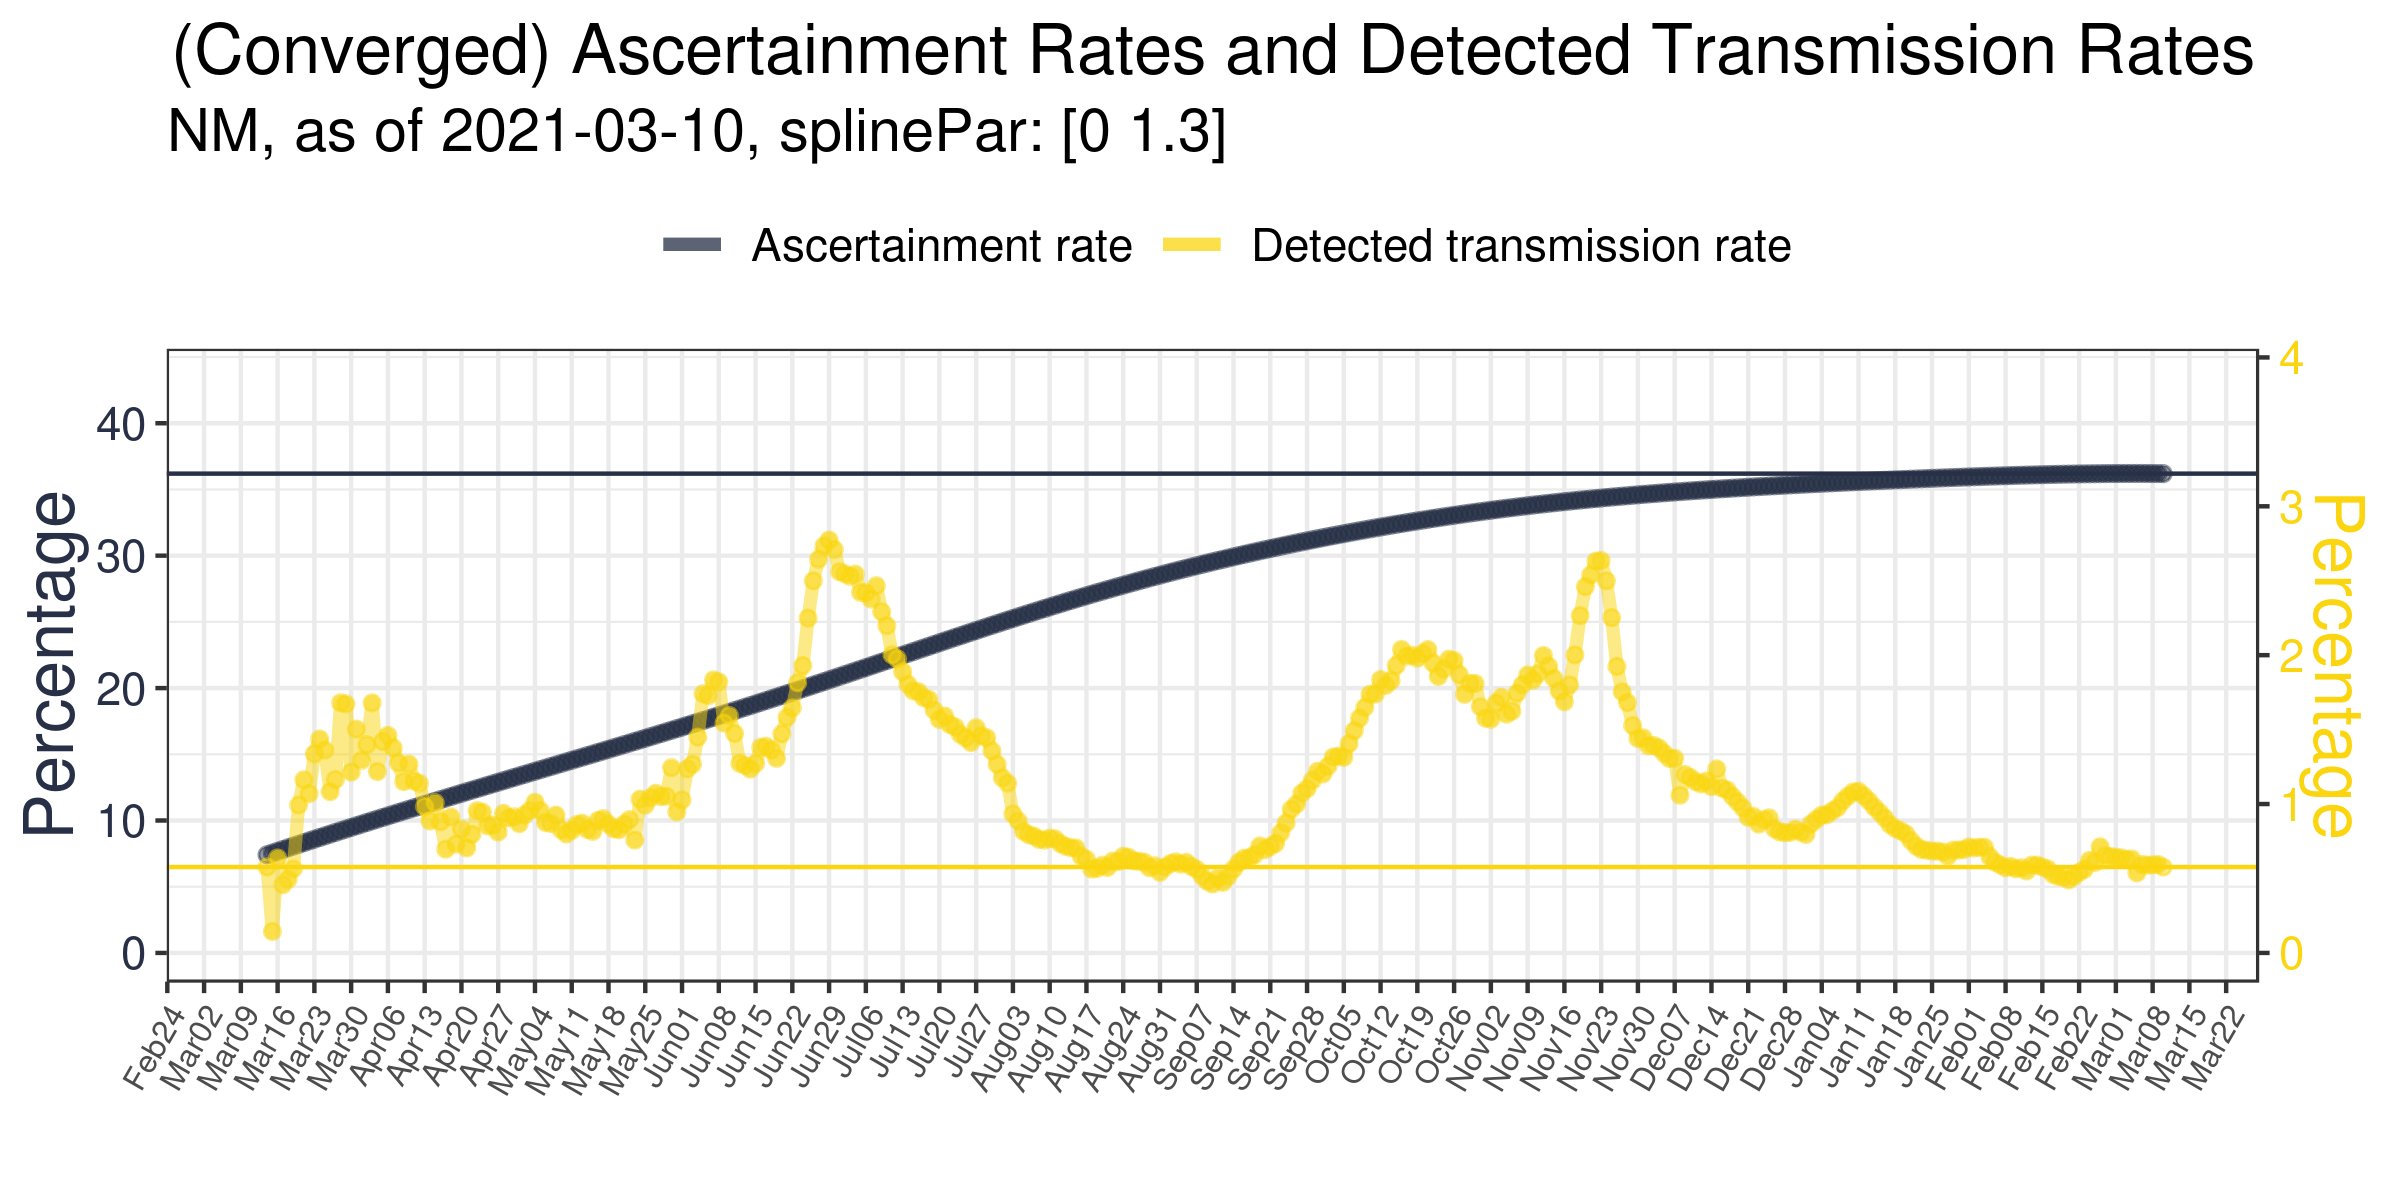 (Converged) Ascertainment Rates and Detected Transmission Rates
NM, as of 2021-03-10, splinePar: [0 1.3]
Ascertainment rate Detected transmission rate
Percentage
40
30
20
10
0
4
3
2
1
0
Percentage
Feb24 Mar02 Mar09 Mar16 Mar23 Mar30 Apr06 Apr13 Apr20 Apr27 May04 May11 May18 May25 Jun01 Jun08 Jun15 Jun22 Jun29 Jul06 Jul13 Jul20 Jul27 Aug03 Aug10 Aug17 Aug24 Aug31 Sep07 Sep14 Sep21 Sep28 Oct05 Oct12 Oct19 Oct26 Nov02 Nov09 Nov16 Nov23 Nov30 Dec07 Dec14 Dec21 Dec28 Jan04 Jan11 Jan18 Jan25 Feb01 Feb08 Feb15 Feb22 Mar01 Mar08 Mar15 Mar22